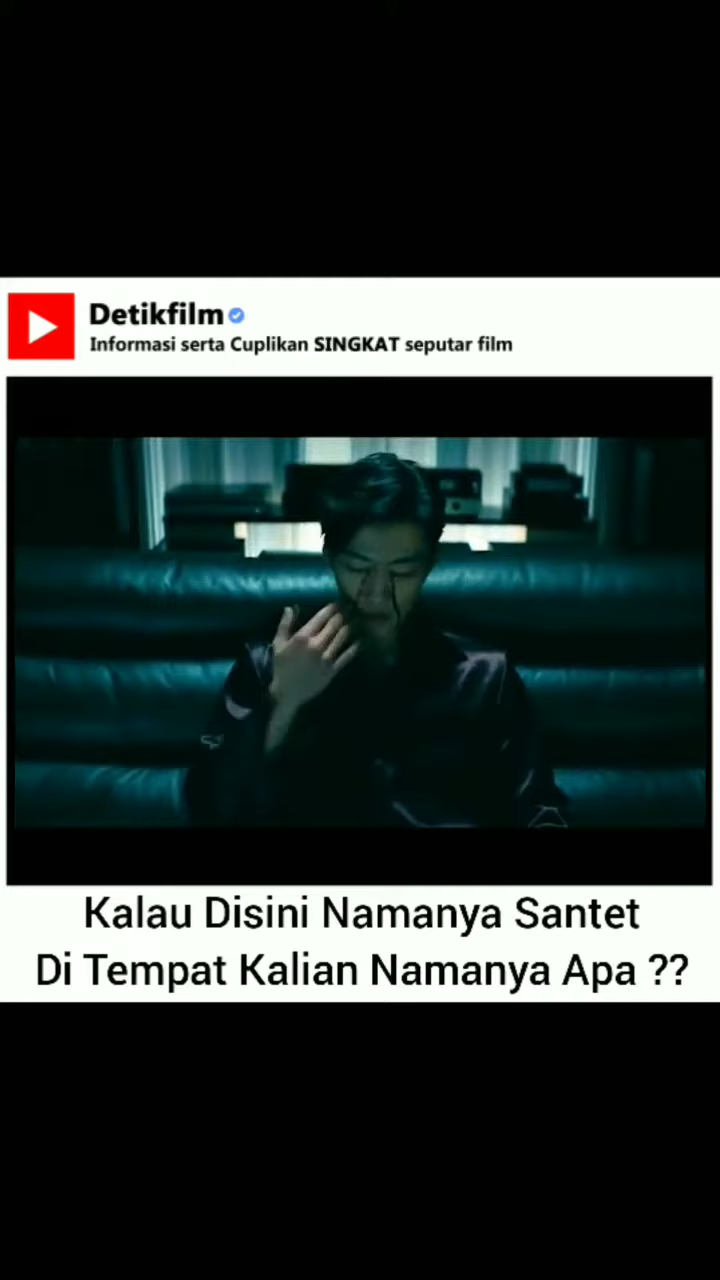 Detikfilm
Informasi serta Cuplikan SINGKAT seputar film
Kalau Disini Namanya Santet
Di Tempat Kalian Namanya Apa ??